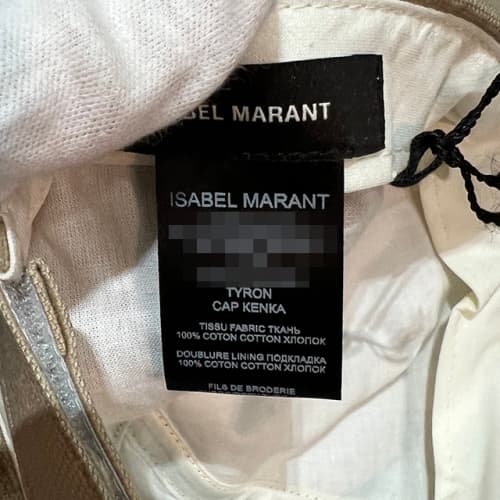 BEL MARANT
ISABEL MARANT
TYRON
CAP KENKA
TISSU FABRIC ТКАНЬ
100% COTON COTTON ХЛОПОК
DOUBLURE LINING ПОДКЛАДКА
100% COTON COTTON ХЛОПОК
FILS DE BRODERIE